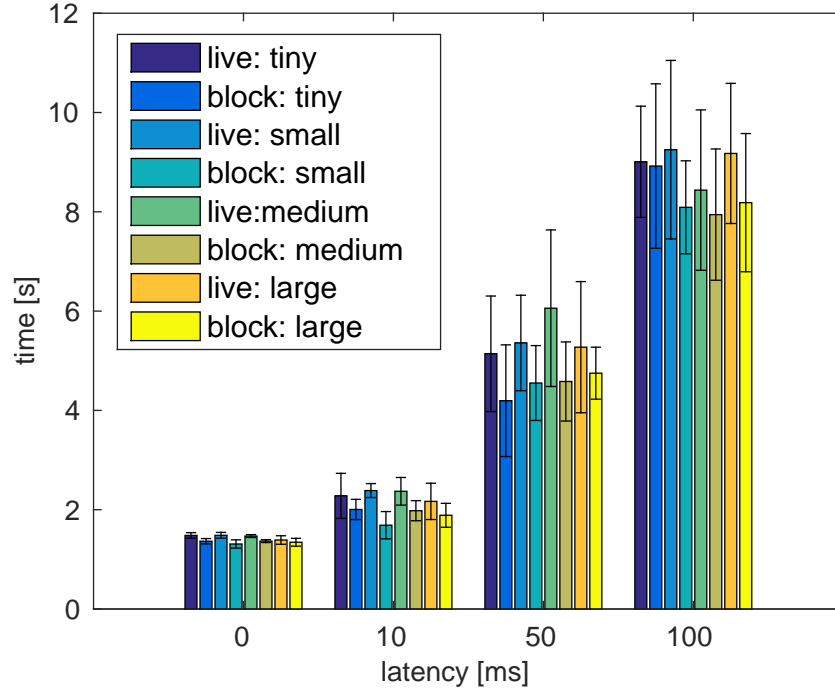 12
10
8
6
4
2
0
time [s]
live: tiny
block: tiny
live: small
block: small
live:medium
block: medium
live: large
block: large
0 10 50 100
latency [ms]